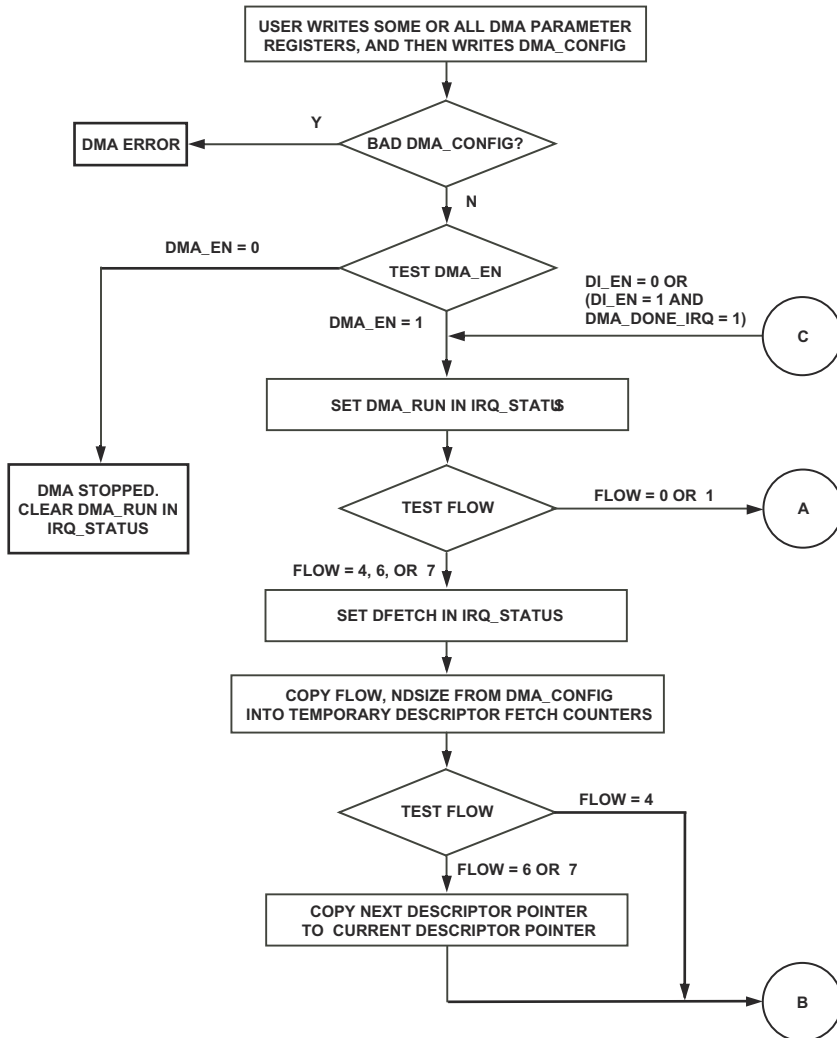 USER WRITES SOME OR ALL DMA PARAMETER
REGISTERS, AND THEN WRITES DMA_CONFIG
Y
DMA ERROR
BAD DMA_CONFIG?
N
DMA_EN = 0
TEST DMA_EN
DI_EN = 0 OR
(DI_EN = 1 AND
DMA_DONE_IRQ = 1)
C
DMA_EN = 1
SET DMA_RUN IN IRQ_STATUS
DMA STOPPED.
CLEAR DMA_RUN IN
IRQ_STATUS
TEST FLOW
FLOW = 0 OR 1
A
FLOW = 4, 6, OR 7
SET DFETCH IN IRQ_STATUS
COPY FLOW, NDSIZE FROM DMA_CONFIG
INTO TEMPORARY DESCRIPTOR FETCH COUNTERS
TEST FLOW
FLOW = 4
FLOW = 6 OR 7
COPY NEXT DESCRIPTOR POINTER
TO CURRENT DESCRIPTOR POINTER
B